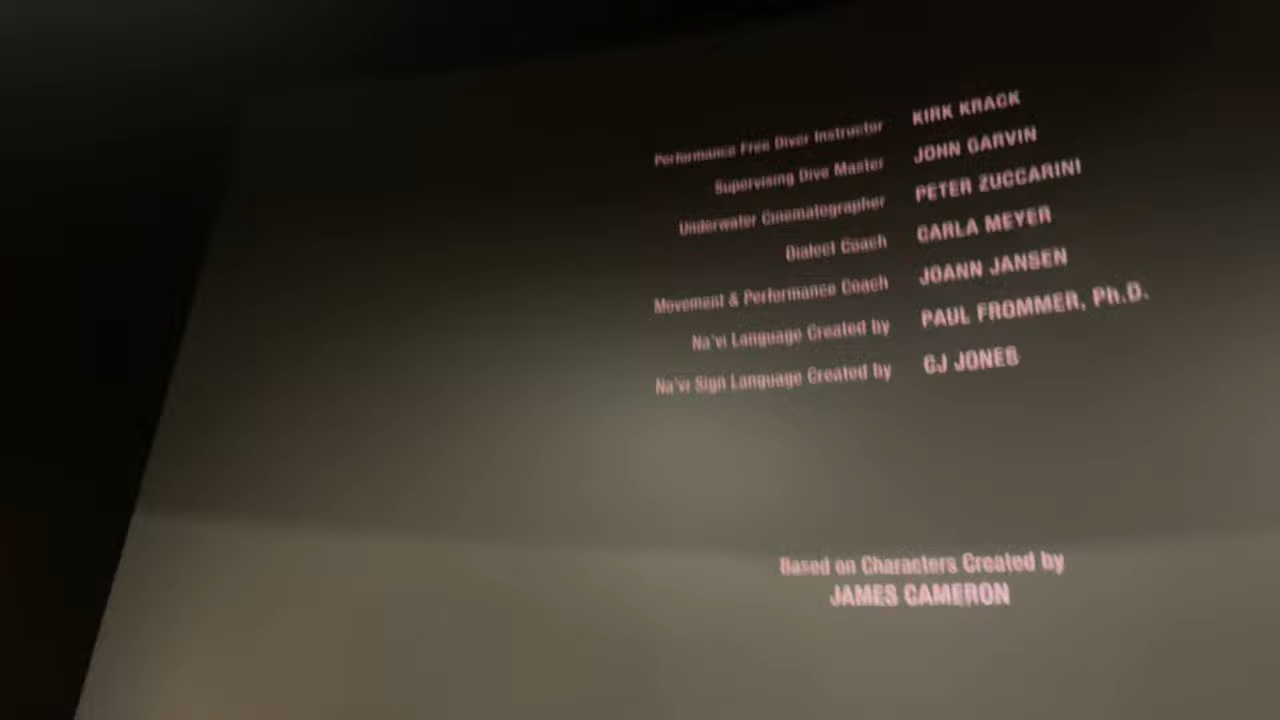 Performance Free Diver Instructor KIRK KRACK
Supervising Dive Master JOHN GARVIN
Underwater Cinematographer PETER ZUCCARINI
Dialect Coach CARLA MEYER
Movement & Performance Coach JOANN JANSEN
Na'vi Language Created by PAUL FROMMER, Ph.D.
Na'vi Sign Language Created by CJ JONES
Based on Characters Created by
JAMES CAMERON